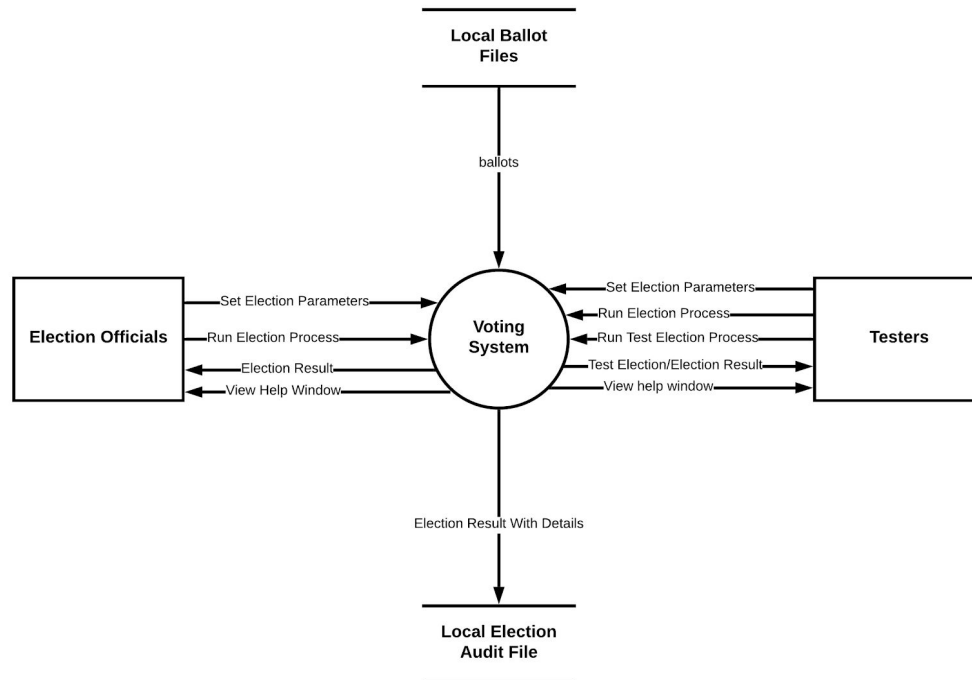 Local Ballot
Files
ballots
Election Officials
Set Election Parameters
Run Election Process
Election Result
View Help Window
Voting
System
Set Election Parameters
Run Election Process
Run Test Election Process
Test Election/Election Result
View help window
Testers
Election Result With Details
Local Election
Audit File